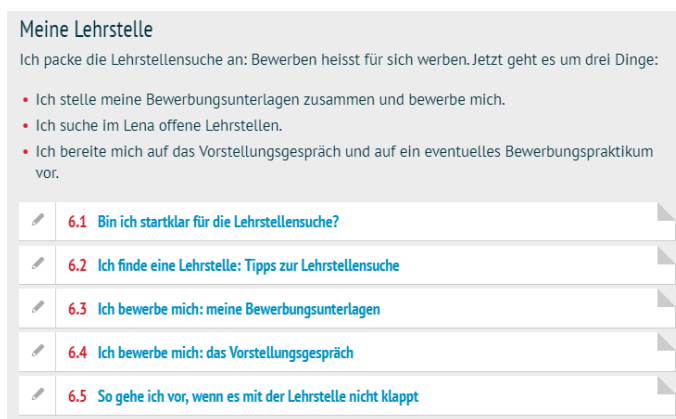 Meine Lehrstelle
Ich packe die Lehrstellensuche an: Bewerben heisst für sich werben. Jetzt geht es um drei Dinge:
• Ich stelle meine Bewerbungsunterlagen zusammen und bewerbe mich.
• Ich suche im Lena offene Lehrstellen.
• Ich bereite mich auf das Vorstellungsgespräch und auf ein eventuelles Bewerbungspraktikum
vor.
6.1 Bin ich startklar für die Lehrstellensuche?
6.2 Ich finde eine Lehrstelle: Tipps zur Lehrstellensuche
6.3 Ich bewerbe mich: meine Bewerbungsunterlagen
6.4 Ich bewerbe mich: das Vorstellungsgespräch
6.5 So gehe ich vor, wenn es mit der Lehrstelle nicht klappt